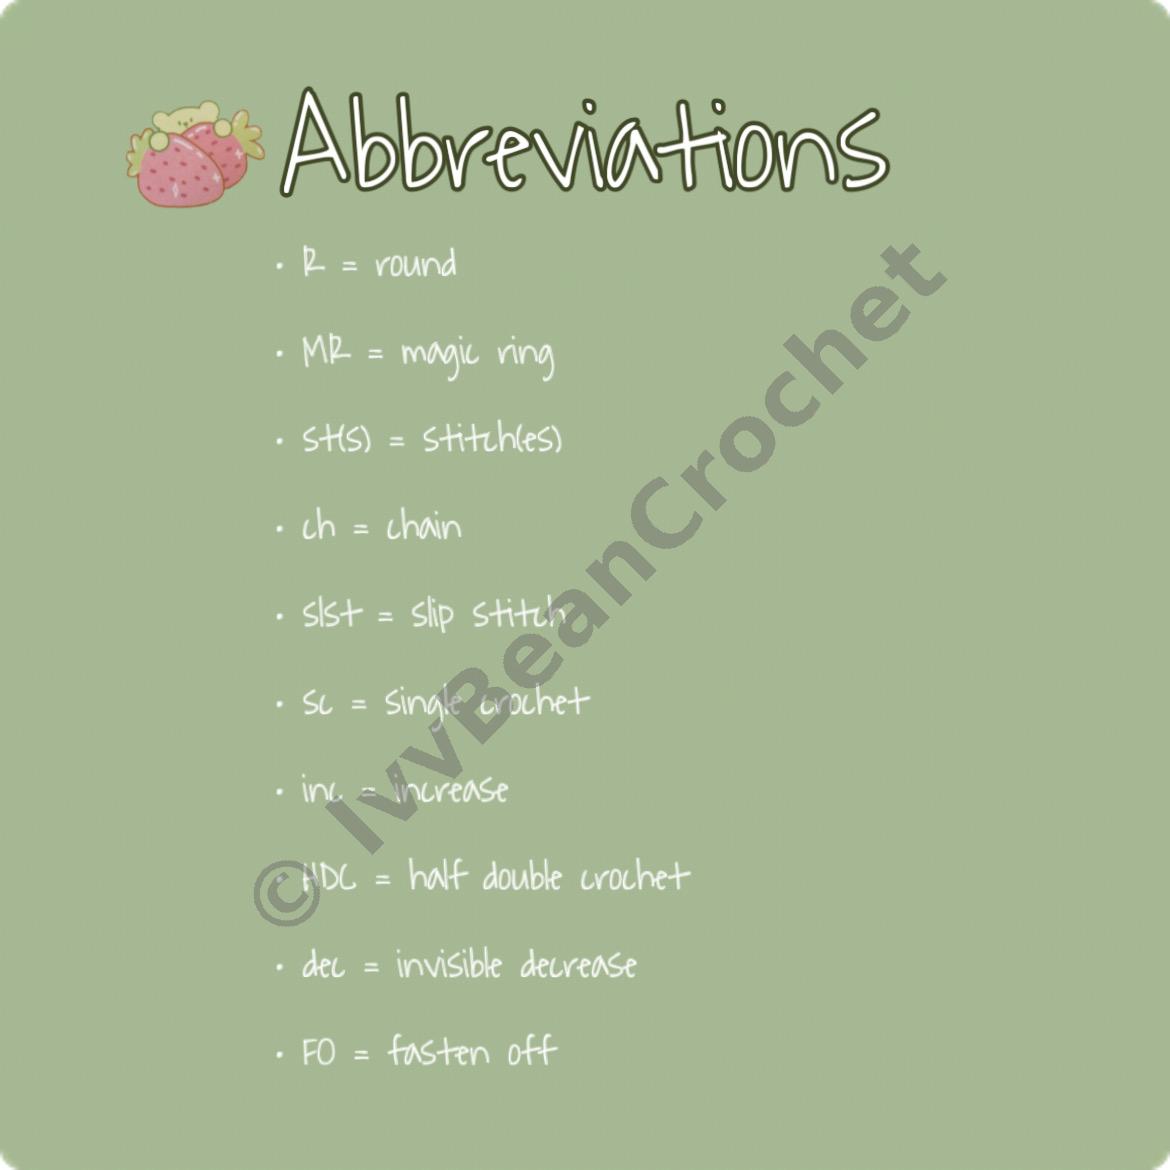 Abbreviations
• R = round
• MR = magic ring
• st(s) = stitch(es)
• ch = chain
• slst = slip stitch
• sc = single crochet
• inc = increase
• HDC = half double crochet
• dec = invisible decrease
• FO = fasten off
© IvvBeanCrochet